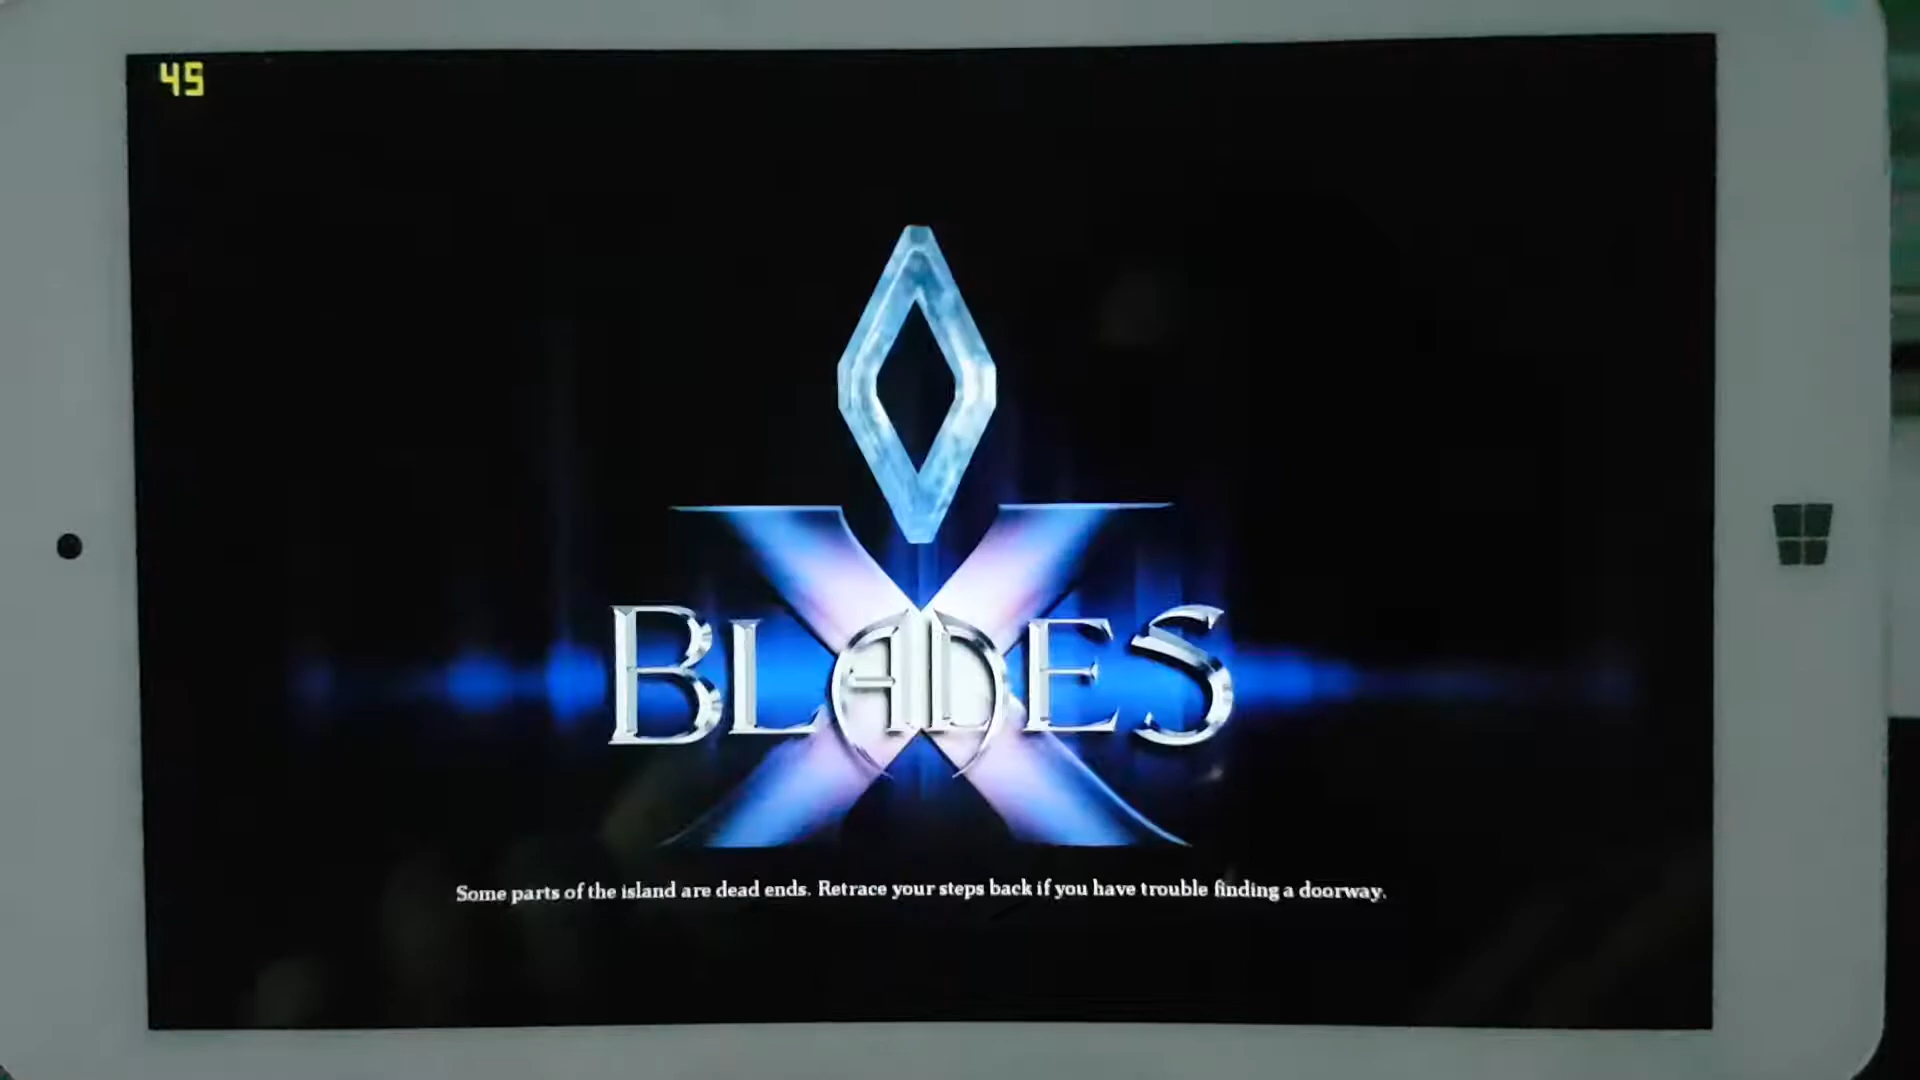 45
X
BLADES
Some parts of the island are dead ends. Retrace your steps back if you have trouble finding a doorway.